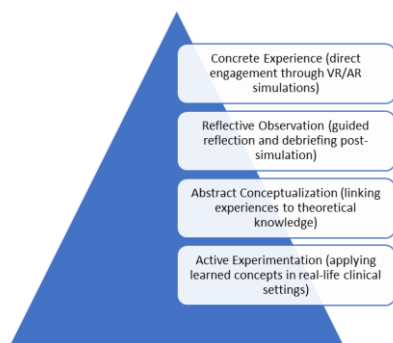 Concrete Experience (direct
engagement through VR/AR
simulations)
Reflective Observation (guided
reflection and debriefing post-
simulation)
Abstract Conceptualization (linking
experiences to theoretical
knowledge)
Active Experimentation (applying
learned concepts in real-life clinical
settings)